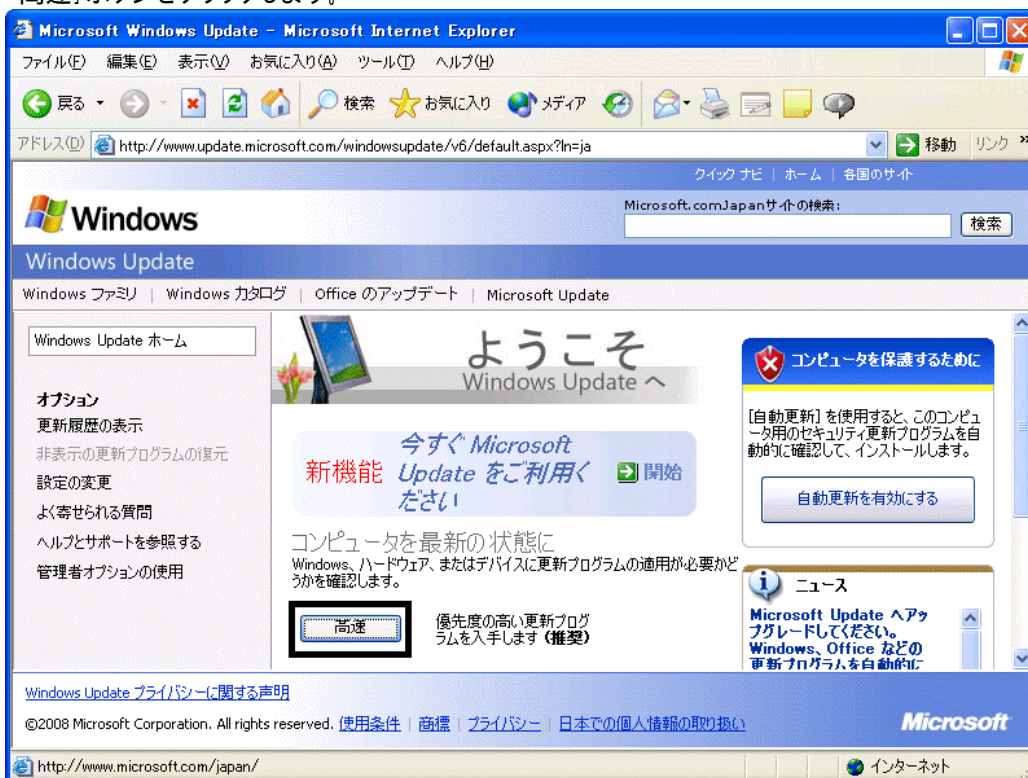 高速]ボタンをクリックします。
Microsoft Windows Update - Microsoft Internet Explorer
ファイル(F) 編集(E) 表示(V) お気に入り(A) ツール(T) ヘルプ(H)
戻る 検索 お気に入り メディア
アドレス(D) http://www.update.microsoft.com/windowsupdate/v6/default.aspx?ln=ja 移動 リンク »
クイック ナビ | ホーム | 各国のサイト
Windows
Microsoft.comJapanサイトの検索:
検索
Windows Update
Windows ファミリ | Windows カタログ | Office のアップデート | Microsoft Update
Windows Update ホーム
オプション
更新履歴の表示
非表示の更新プログラムの復元
設定の変更
よく寄せられる質問
ヘルプとサポートを参照する
管理者オプションの使用
ようこそ
Windows Update へ
新機能
今すぐ Microsoft
Update をご利用く
ださい
開始
コンピュータを最新の状態に
Windows、ハードウェア、またはデバイスに更新プログラムの適用が必要かど
うかを確認します。
高速
優先度の高い更新プログ
ラムを入手します (推奨)
コンピュータを保護するために
[自動更新] を使用すると、このコンピュ
ータ用のセキュリティ更新プログラムを自
動的に確認して、インストールします。
自動更新を有効にする
ニュース
Microsoft Update へアッ
プグレードしてください。
Windows、Office などの
更新プログラムを自動的に
Windows Update プライバシーに関する声明
©2008 Microsoft Corporation. All rights reserved. 使用条件 | 商標 | プライバシー | 日本での個人情報の取り扱い
Microsoft
http://www.microsoft.com/japan/
インターネット